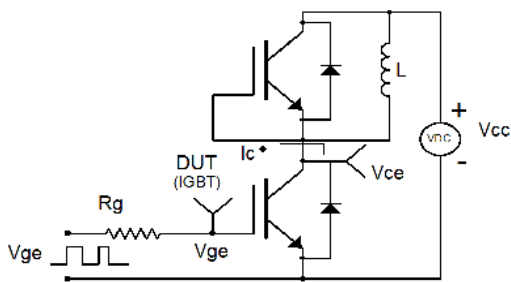 L
+
VDC
Vcc
-
Ic
DUT
(IGBT)
Vce
Rg
Vge
Vge